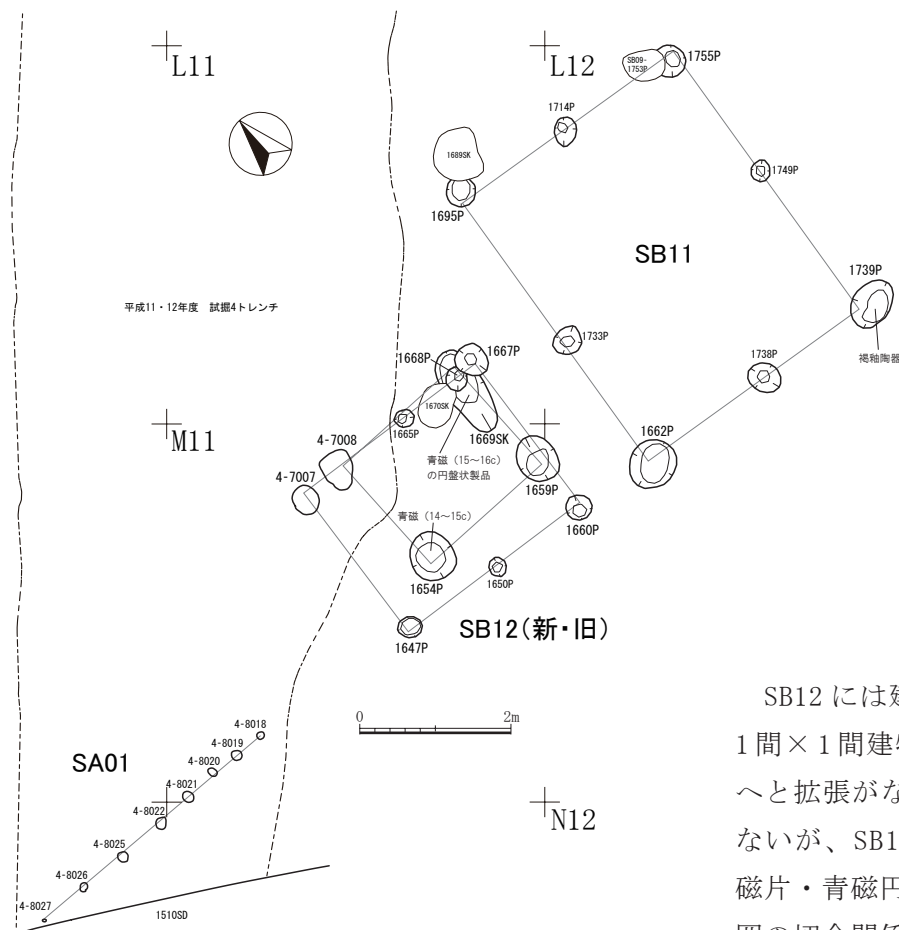 L11
L12
SB09-
1753P
1755P
1714P
1689SK
1749P
1695P
SB11
1739P
平成11・12年度 試掘4トレンチ
褐釉陶器
1733P
1667P
1668P
1738P
1670SK
1665P
1669SK
M11
1662P
4-7008
4-7007
青磁（15～16c）
の円盤状製品
1659P
青磁（14～15c）
1660P
1654P
1650P
1647P
SB12(新・旧)
0 2m
SB12 には建
1間×1間建物
へと拡張がな
ないが、SB1
磁片・青磁円
SA01
4-8018
4-8019
4-8020
4-8021
4-8022
4-8025
4-8026
4-8027
N12
1510SD